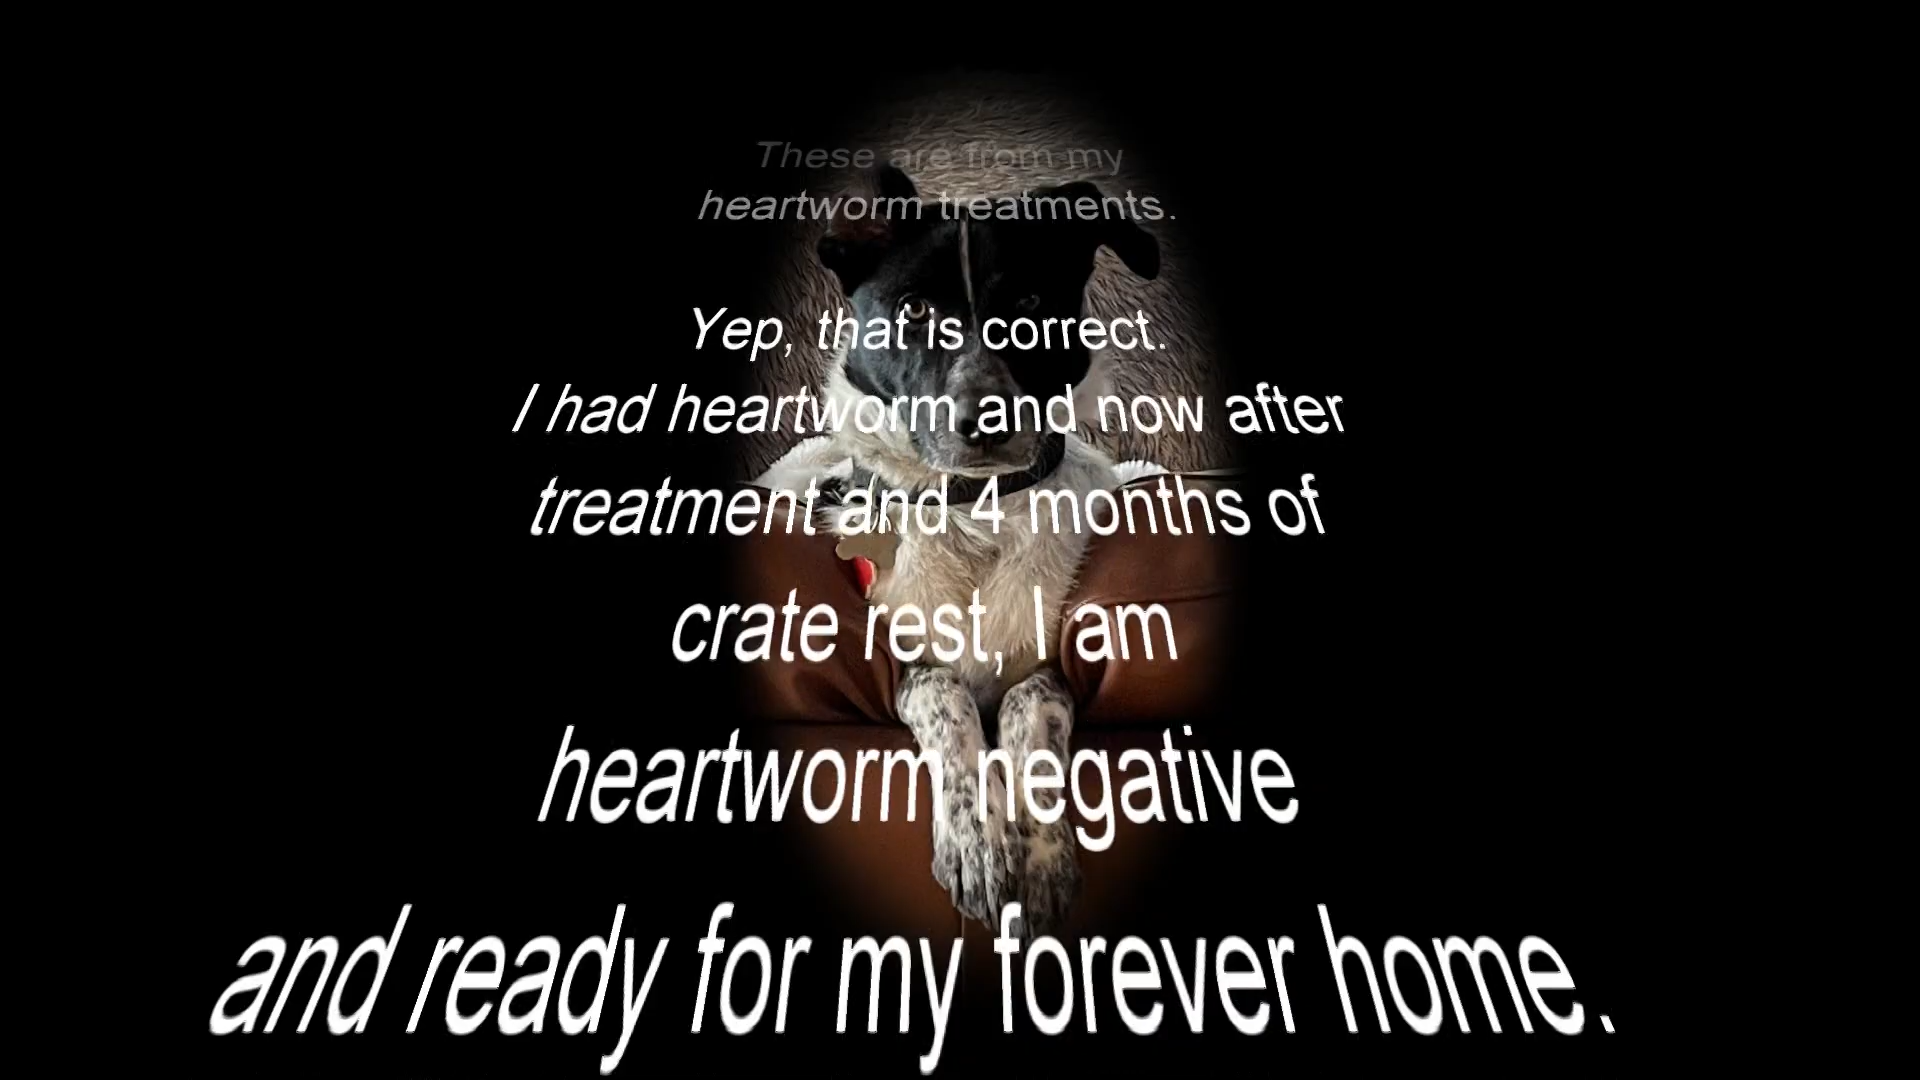 These are from my
heartworm treatments.
Yep, that is correct.
I had heartworm and now after
treatment and 4 months of
crate rest, I am
heartworm negative
and ready for my forever home.